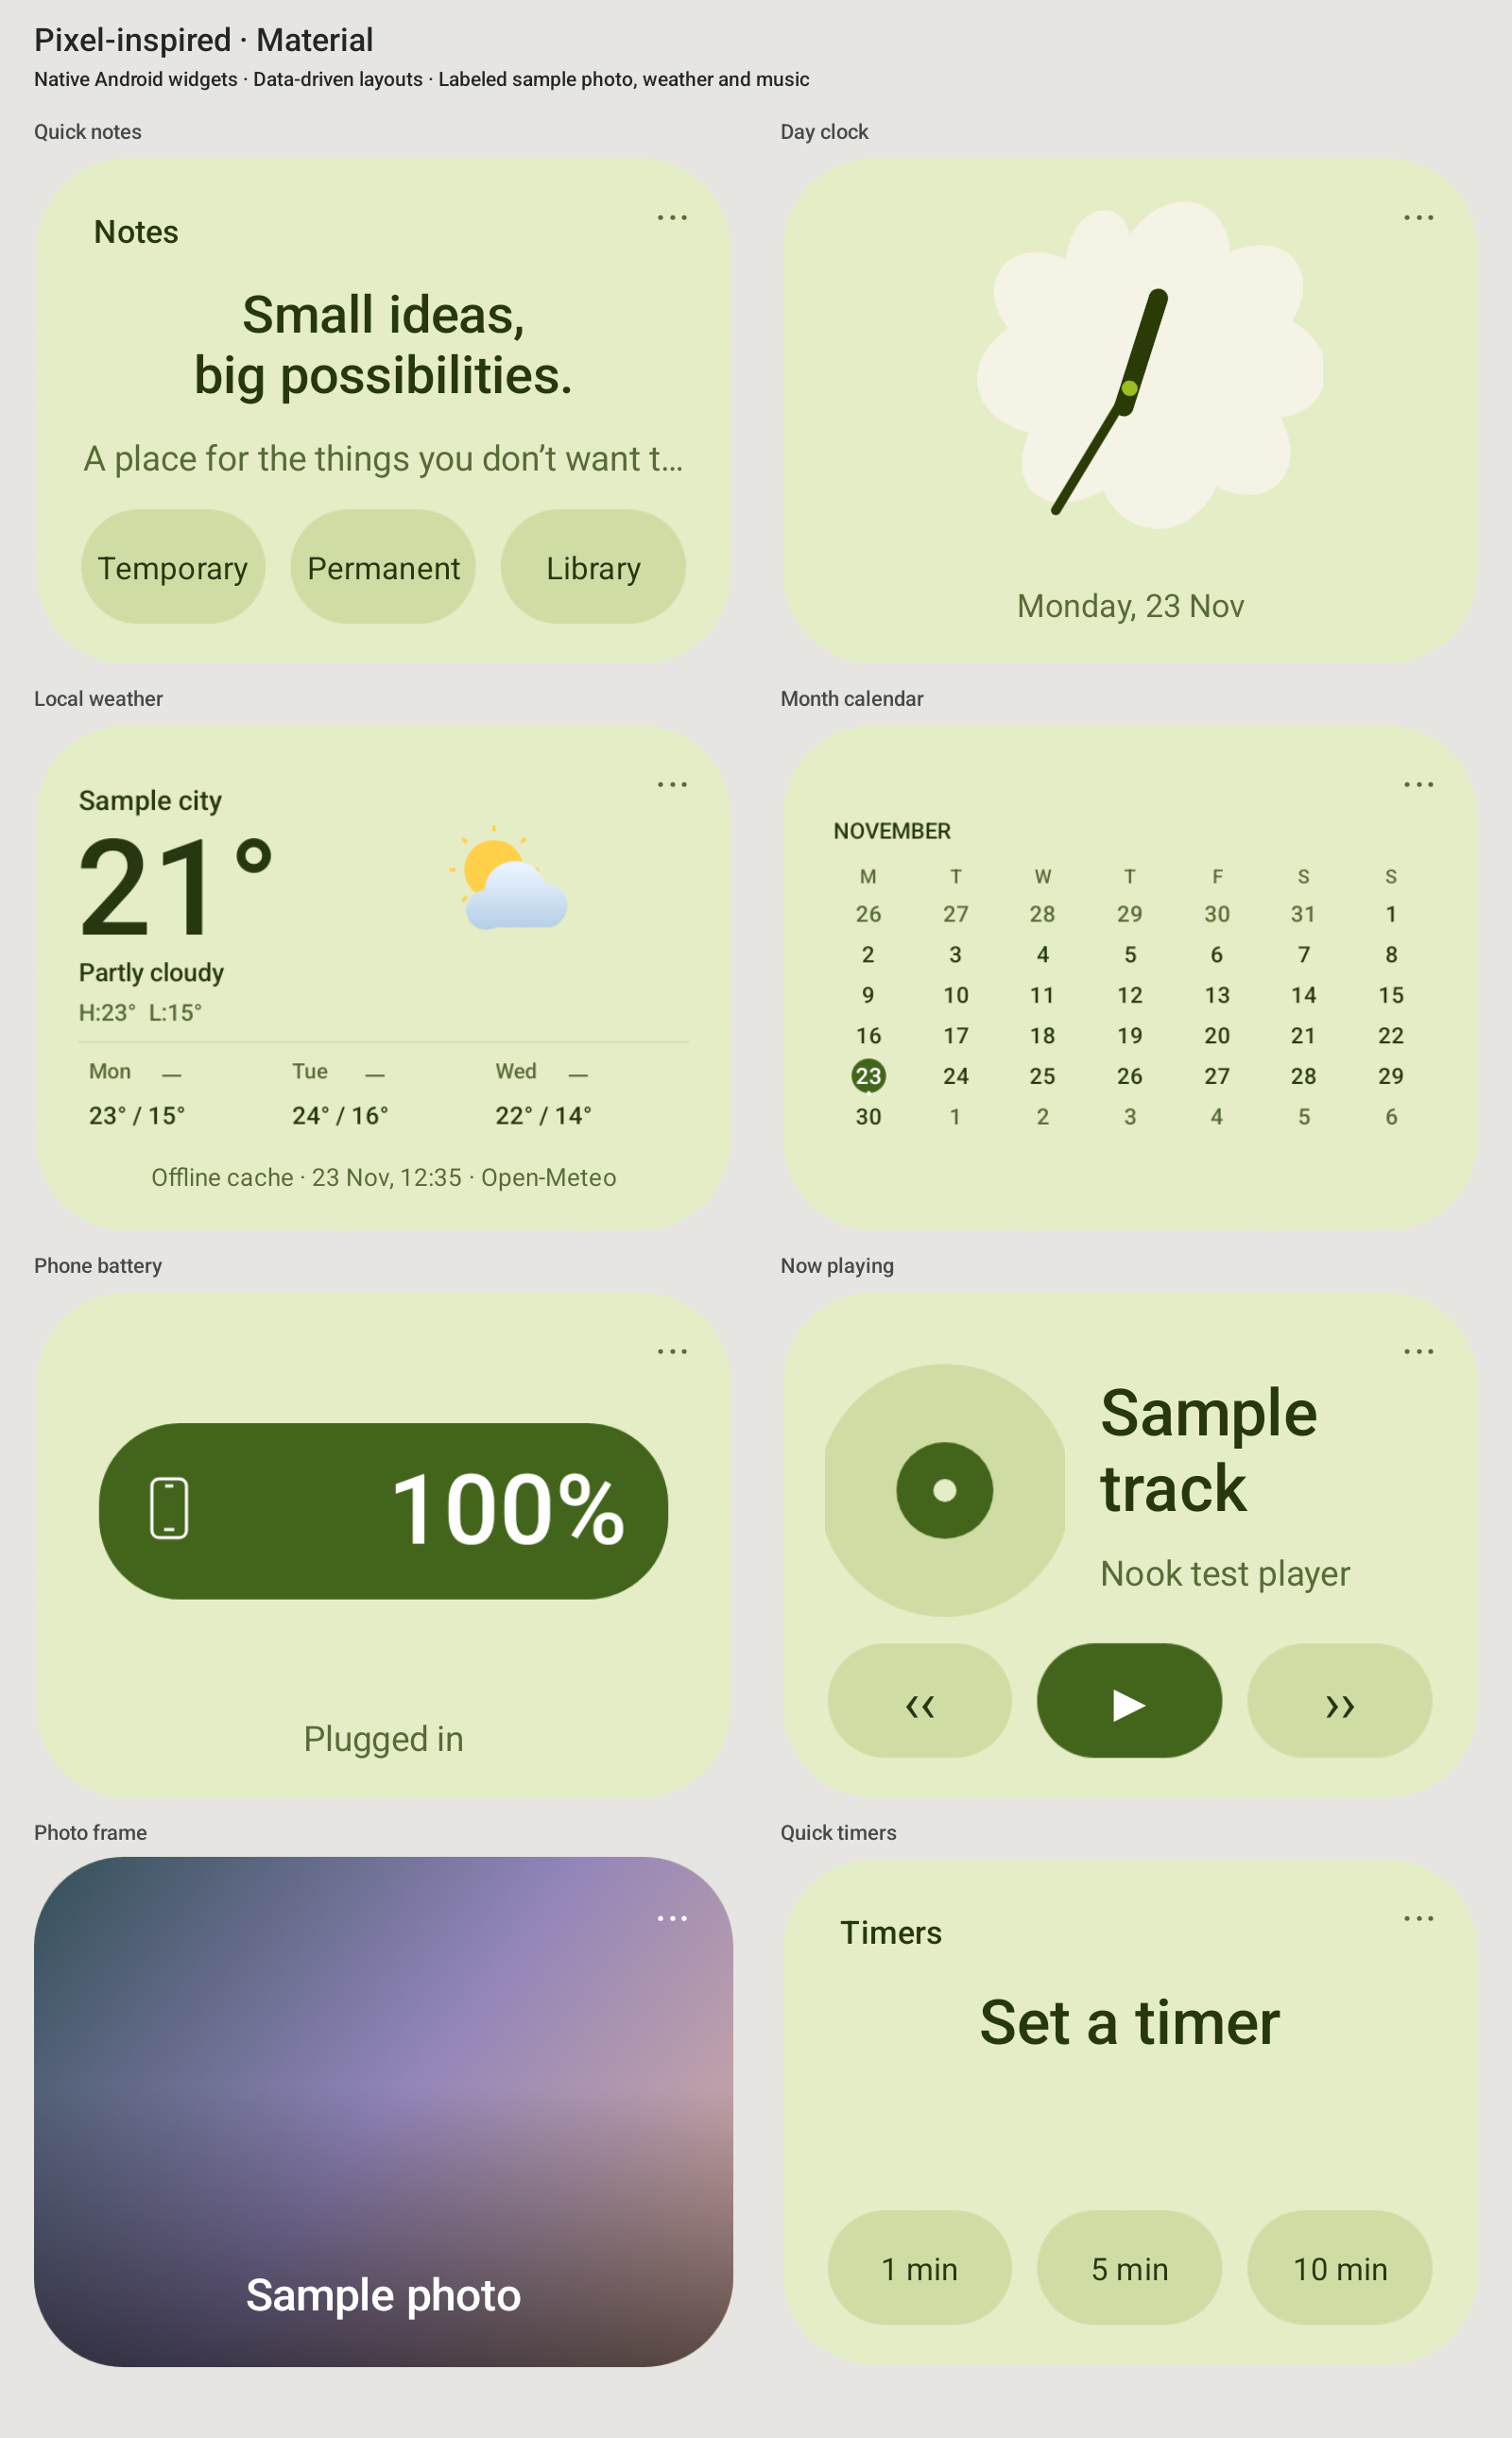 Pixel-inspired · Material
Native Android widgets · Data-driven layouts · Labeled sample photo, weather and music
Quick notes
Notes
Small ideas,
big possibilities.
A place for the things you don’t want t...
Temporary Permanent Library
Day clock
Monday, 23 Nov
Local weather
Sample city
21°
Partly cloudy
H:23° L:15°
Mon — Tue — Wed —
23° / 15° 24° / 16° 22° / 14°
Offline cache · 23 Nov, 12:35 · Open-Meteo
Month calendar
NOVEMBER
M T W T F S S
26 27 28 29 30 31 1
2 3 4 5 6 7 8
9 10 11 12 13 14 15
16 17 18 19 20 21 22
23 24 25 26 27 28 29
30 1 2 3 4 5 6
Phone battery
100%
Plugged in
Now playing
Sample
track
Nook test player
Photo frame
Sample photo
Quick timers
Timers
Set a timer
1 min 5 min 10 min